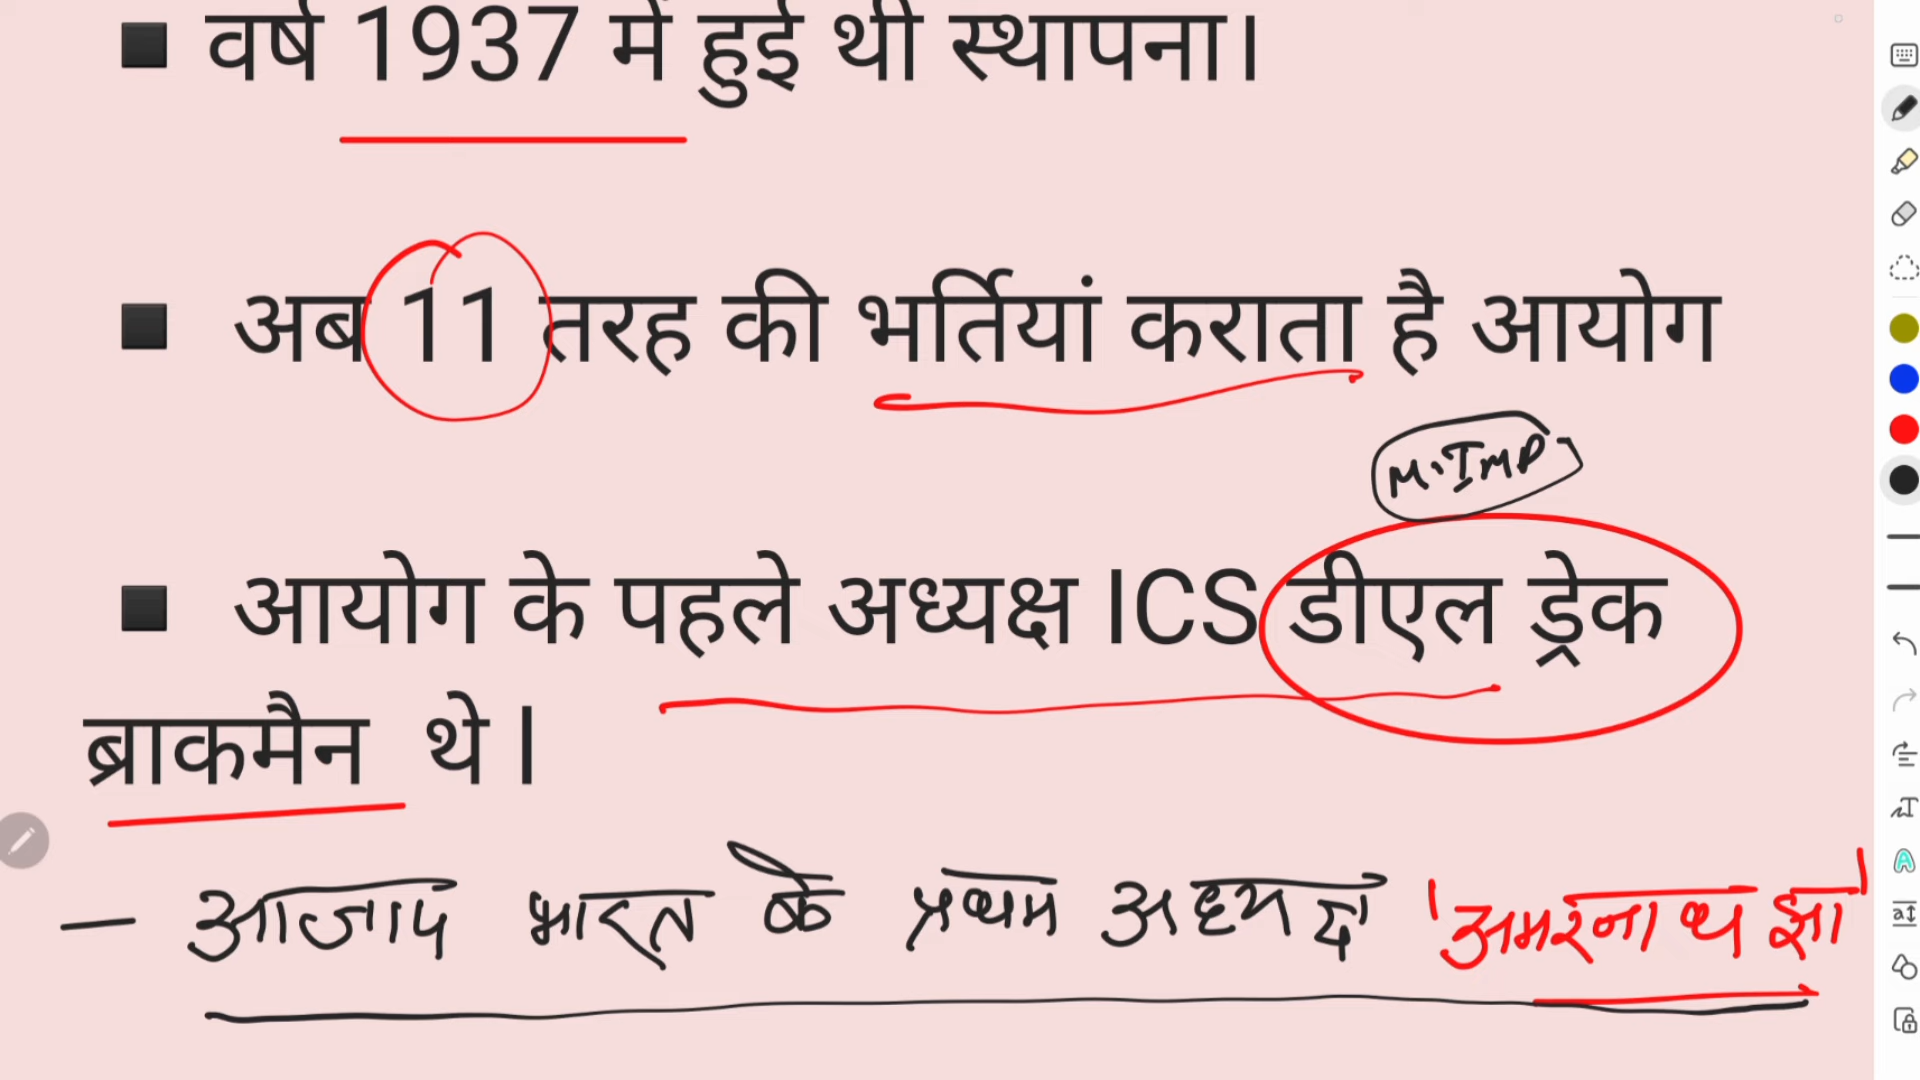 ▪ वर्ष 1937 में हुई थी स्थापना।
▪ अब 11 तरह की भर्तियां कराता है आयोग
M.IMP
▪ आयोग के पहले अध्यक्ष ICS डीएल ड्रेक
ब्राकमैन थे l
— आजाद भारत के प्रथम अध्यक्ष 'अमरनाथ झा'